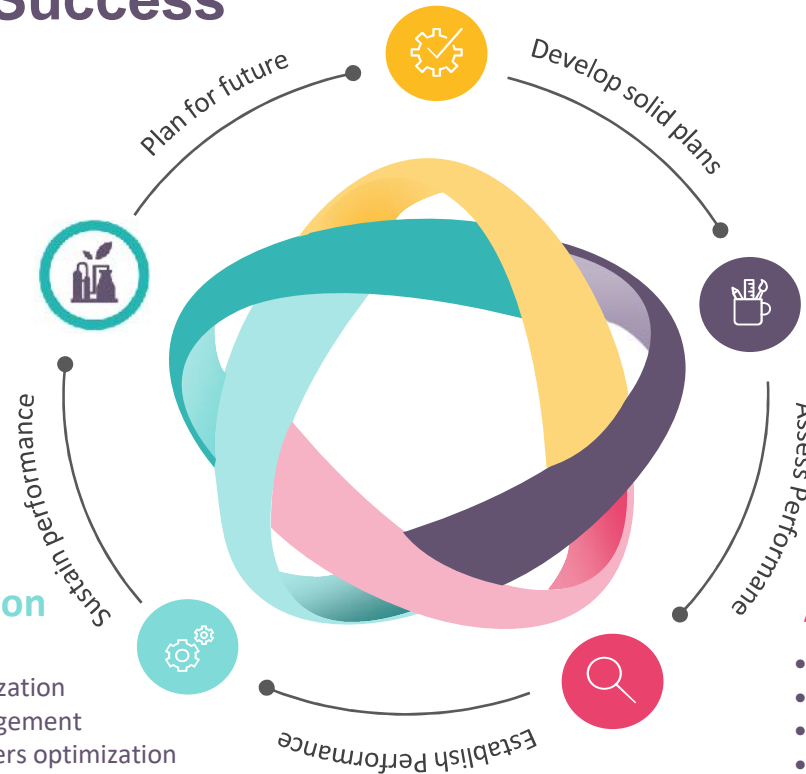 Success
Plan for future
Develop solid plans
Assess Performane
Sustain performance
Establish Performance
on
zation
gement
ers optimization